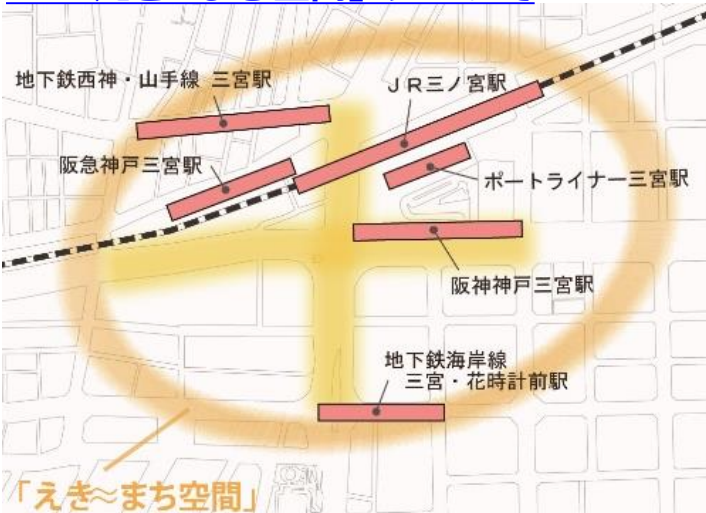 地下鉄西神・山手線 三宮駅
JR三ノ宮駅
阪急神戸三宮駅
ポートライナー三宮駅
阪神神戸三宮駅
地下鉄海岸線
三宮・花時計前駅
「えき≈まち空間」